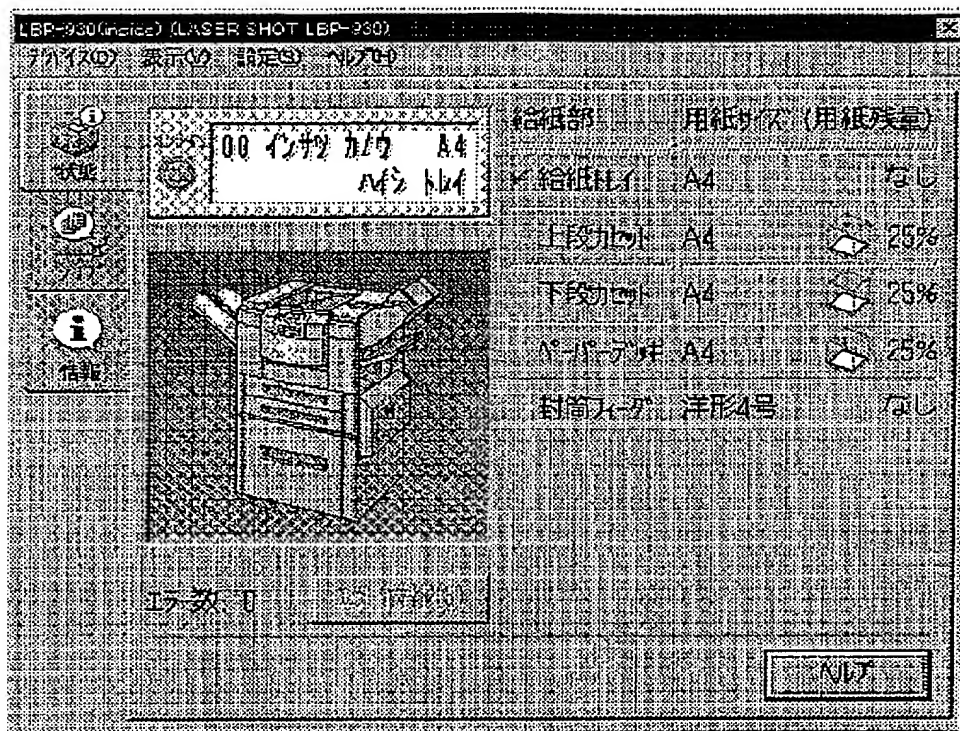 LBP-930(inside) (LASER SHOT LBP-930)
デバイス(D) 表示(V) 設定(S) ヘルプ(H)
状態
ジョブ
情報
00 インサツ カノウ A4
ハイシ トレイ
給紙部 用紙サイズ (用紙残量)
給紙トレイ A4 なし
上段カセット A4 25%
下段カセット A4 25%
ペーパーデッキ A4 25%
封筒フィーダ 洋形4号 なし
エラー数:
ヘルプ